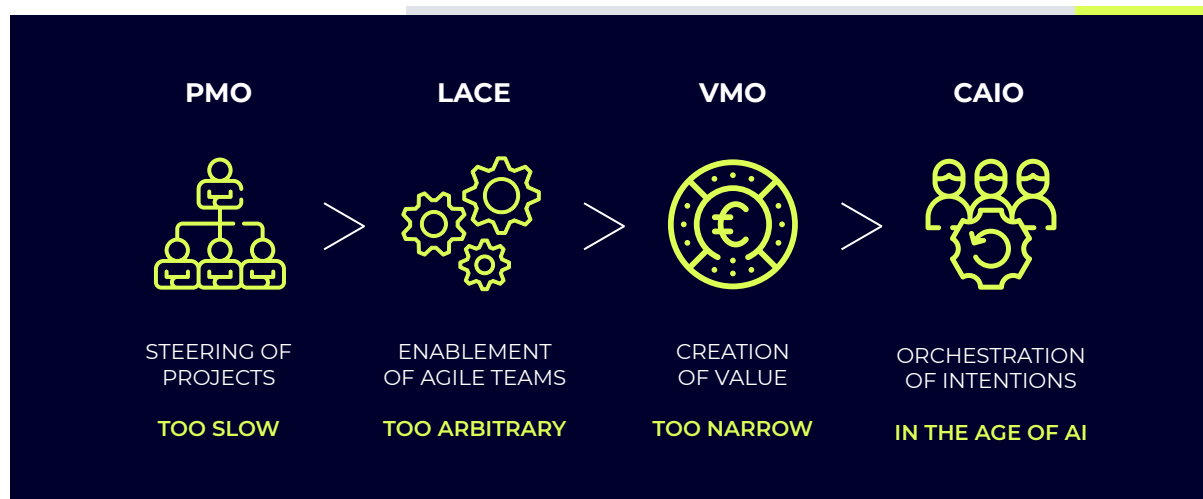 PMO
STEERING OF
PROJECTS
TOO SLOW
LACE
ENABLEMENT
OF AGILE TEAMS
TOO ARBITRARY
VMO
€
CREATION
OF VALUE
TOO NARROW
CAIO
ORCHESTRATION
OF INTENTIONS
IN THE AGE OF AI